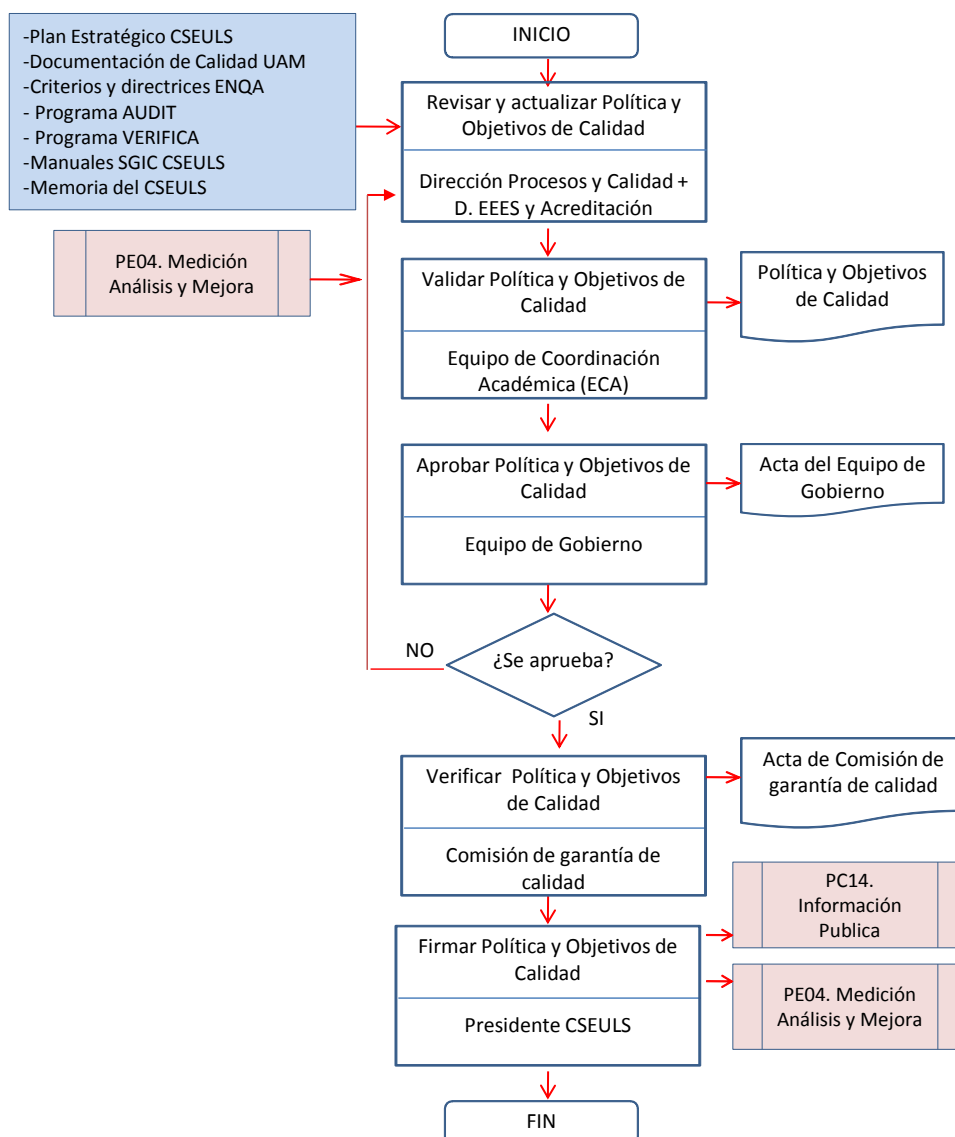 -Plan Estratégico CSEULS
-Documentación de Calidad UAM
-Criterios y directrices ENQA
- Programa AUDIT
- Programa VERIFICA
-Manuales SGIC CSEULS
-Memoria del CSEULS
INICIO
Revisar y actualizar Política y
Objetivos de Calidad
Dirección Procesos y Calidad +
D. EEES y Acreditación
PE04. Medición
Análisis y Mejora
Validar Política y Objetivos de
Calidad
Equipo de Coordinación
Académica (ECA)
Política y Objetivos
de Calidad
Aprobar Política y Objetivos de
Calidad
Equipo de Gobierno
Acta del Equipo de
Gobierno
¿Se aprueba?
NO
SI
Verificar Política y Objetivos
de Calidad
Comisión de garantía de
calidad
Acta de Comisión de
garantía de calidad
PC14.
Información
Publica
Firmar Política y Objetivos de
Calidad
Presidente CSEULS
PE04. Medición
Análisis y Mejora
FIN